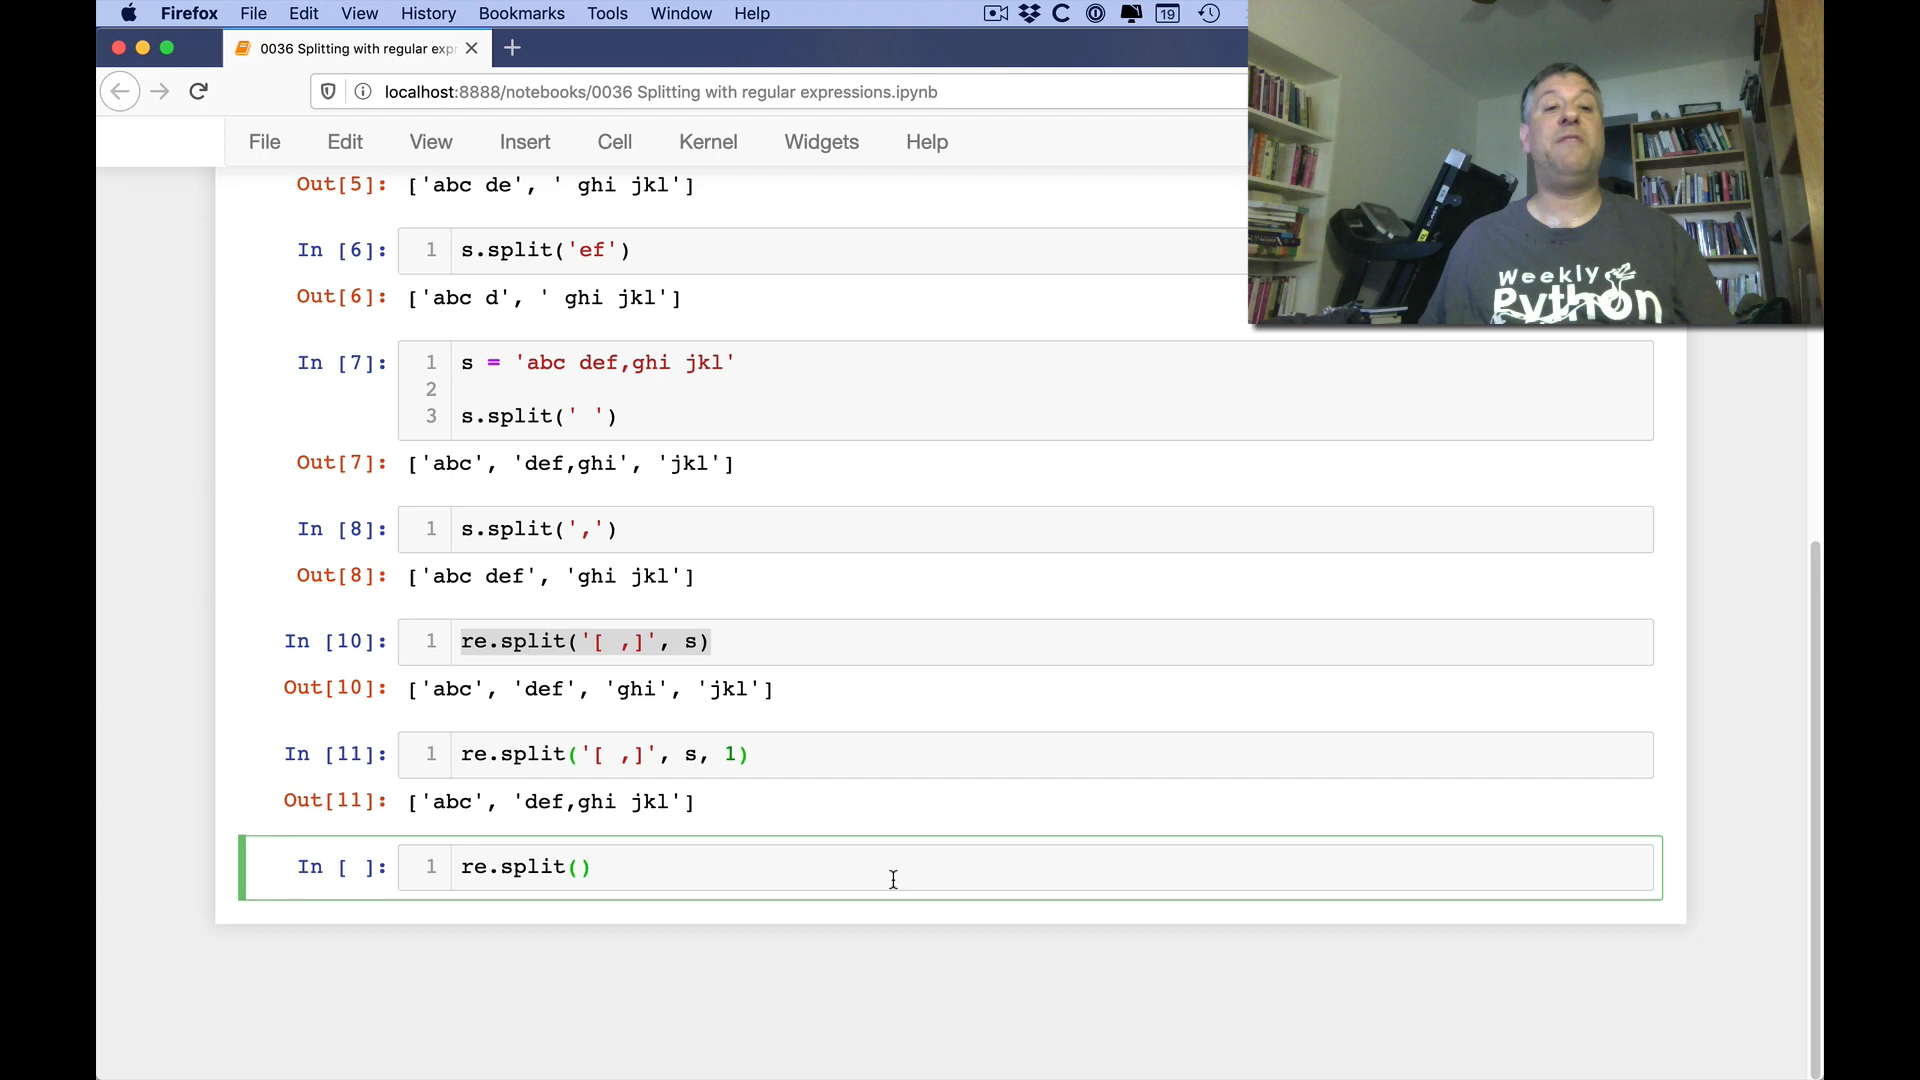 Firefox File Edit View History Bookmarks Tools Window Help 19
0036 Splitting with regular exp
localhost:8888/notebooks/0036 Splitting with regular expressions.ipynb
File Edit View Insert Cell Kernel Widgets Help
Out[5]: ['abc de', ' ghi jkl']
In [6]: 1 s.split('ef')
Out[6]: ['abc d', ' ghi jkl']
In [7]: 1 s = 'abc def,ghi jkl'
2
3 s.split(' ')
Out[7]: ['abc', 'def,ghi', 'jkl']
In [8]: 1 s.split(',')
Out[8]: ['abc def', 'ghi jkl']
In [10]: 1 re.split('[ ,]', s)
Out[10]: ['abc', 'def', 'ghi', 'jkl']
In [11]: 1 re.split('[ ,]', s, 1)
Out[11]: ['abc', 'def,ghi jkl']
In [ ]: 1 re.split()
Weekly
Python